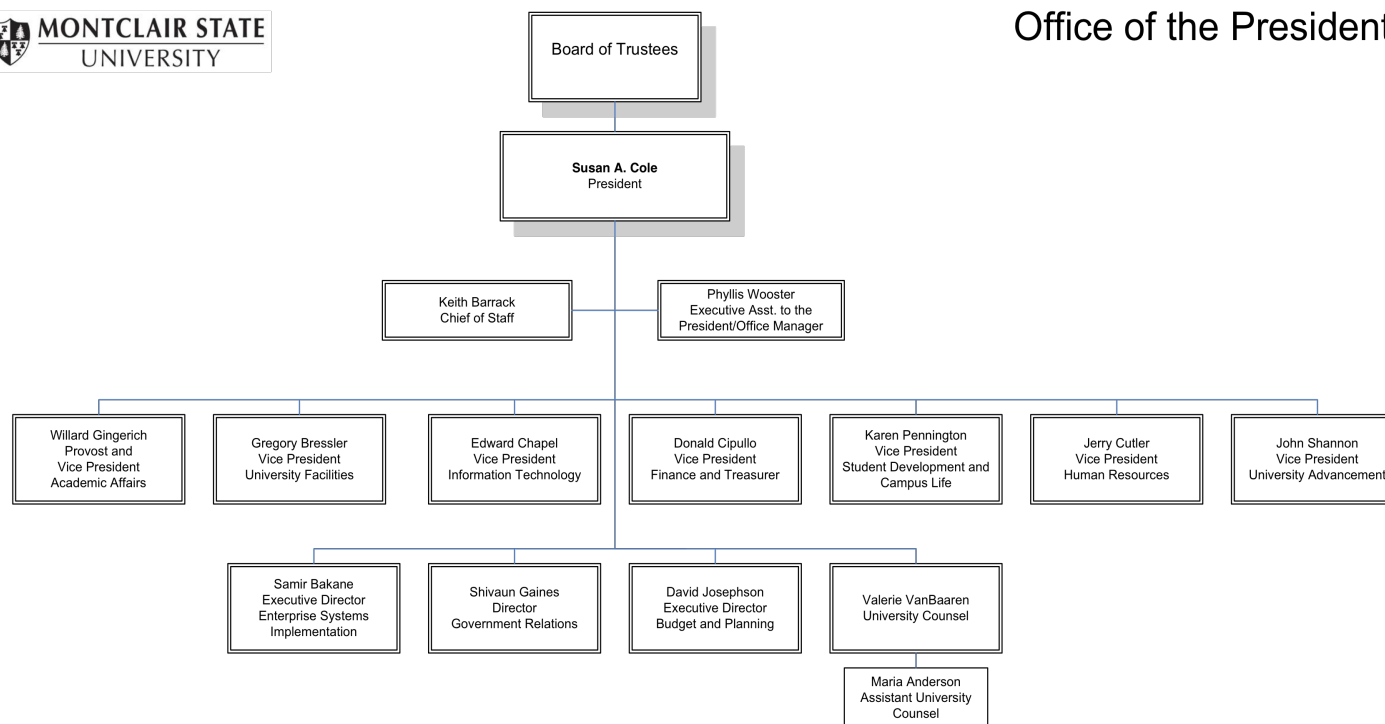 MONTCLAIR STATE
UNIVERSITY
Office of the President
Board of Trustees
Susan A. Cole
President
Keith Barrack
Chief of Staff
Phyllis Wooster
Executive Asst. to the
President/Office Manager
Willard Gingerich
Provost and
Vice President
Academic Affairs
Gregory Bressler
Vice President
University Facilities
Edward Chapel
Vice President
Information Technology
Donald Cipullo
Vice President
Finance and Treasurer
Karen Pennington
Vice President
Student Development and
Campus Life
Jerry Cutler
Vice President
Human Resources
John Shannon
Vice President
University Advancement
Samir Bakane
Executive Director
Enterprise Systems
Implementation
Shivaun Gaines
Director
Government Relations
David Josephson
Executive Director
Budget and Planning
Valerie VanBaaren
University Counsel
Maria Anderson
Assistant University
Counsel